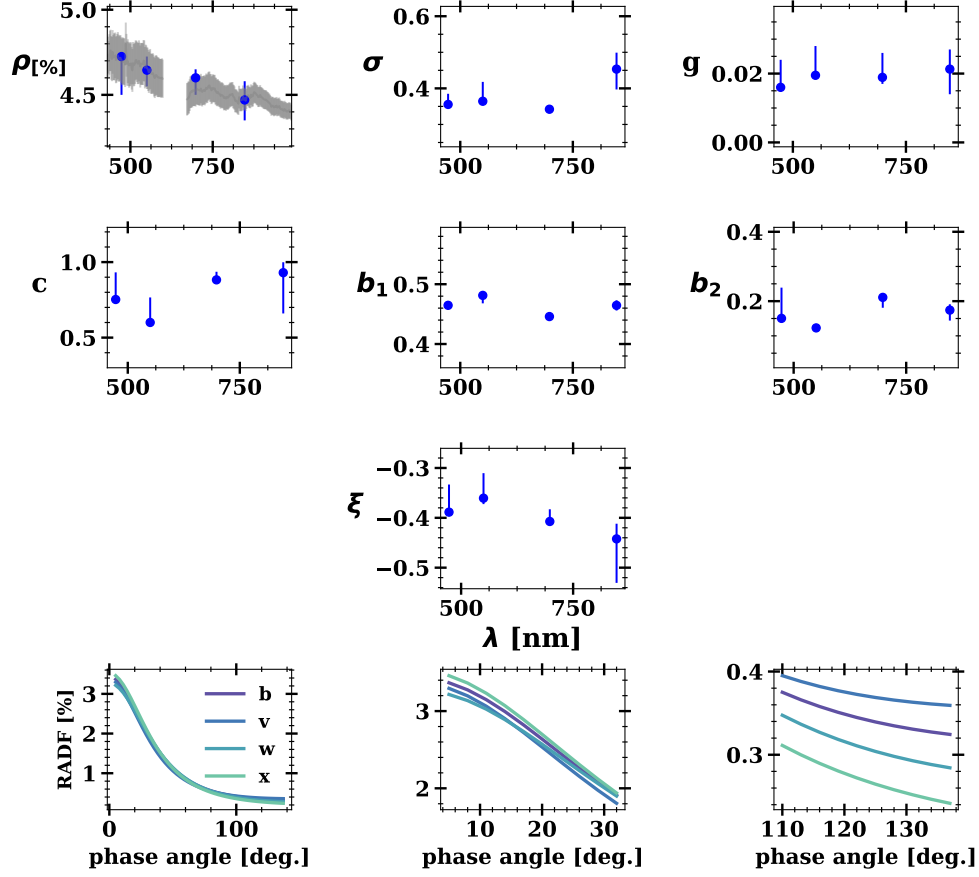 5.0
4.5
ρ[%]
500 750
0.6
0.4
σ
500 750
0.02
0.00
g
500 750
1.0
0.5
c
500 750
0.5
0.4
b1
500 750
0.4
0.2
b2
500 750
−0.3
−0.4
−0.5
ξ
500 750
λ [nm]
3
2
1
RADF [%]
b
v
w
x
0 100
phase angle [deg.]
3
2
10 20 30
phase angle [deg.]
0.4
0.3
110 120 130
phase angle [deg.]